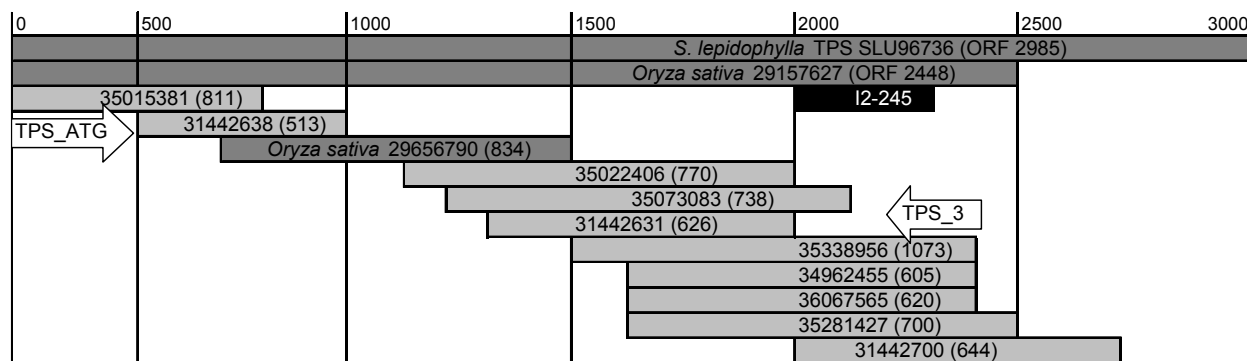 0 500 1000 1500 2000 2500 3000
S. lepidophylla TPS SLU96736 (ORF 2985)
Oryza sativa 29157627 (ORF 2448)
35015381 (811) I2-245
31442638 (513)
TPS_ATG
Oryza sativa 29656790 (834)
35022406 (770)
35073083 (738)
TPS_3
31442631 (626)
35338956 (1073)
34962455 (605)
36067565 (620)
35281427 (700)
31442700 (644)